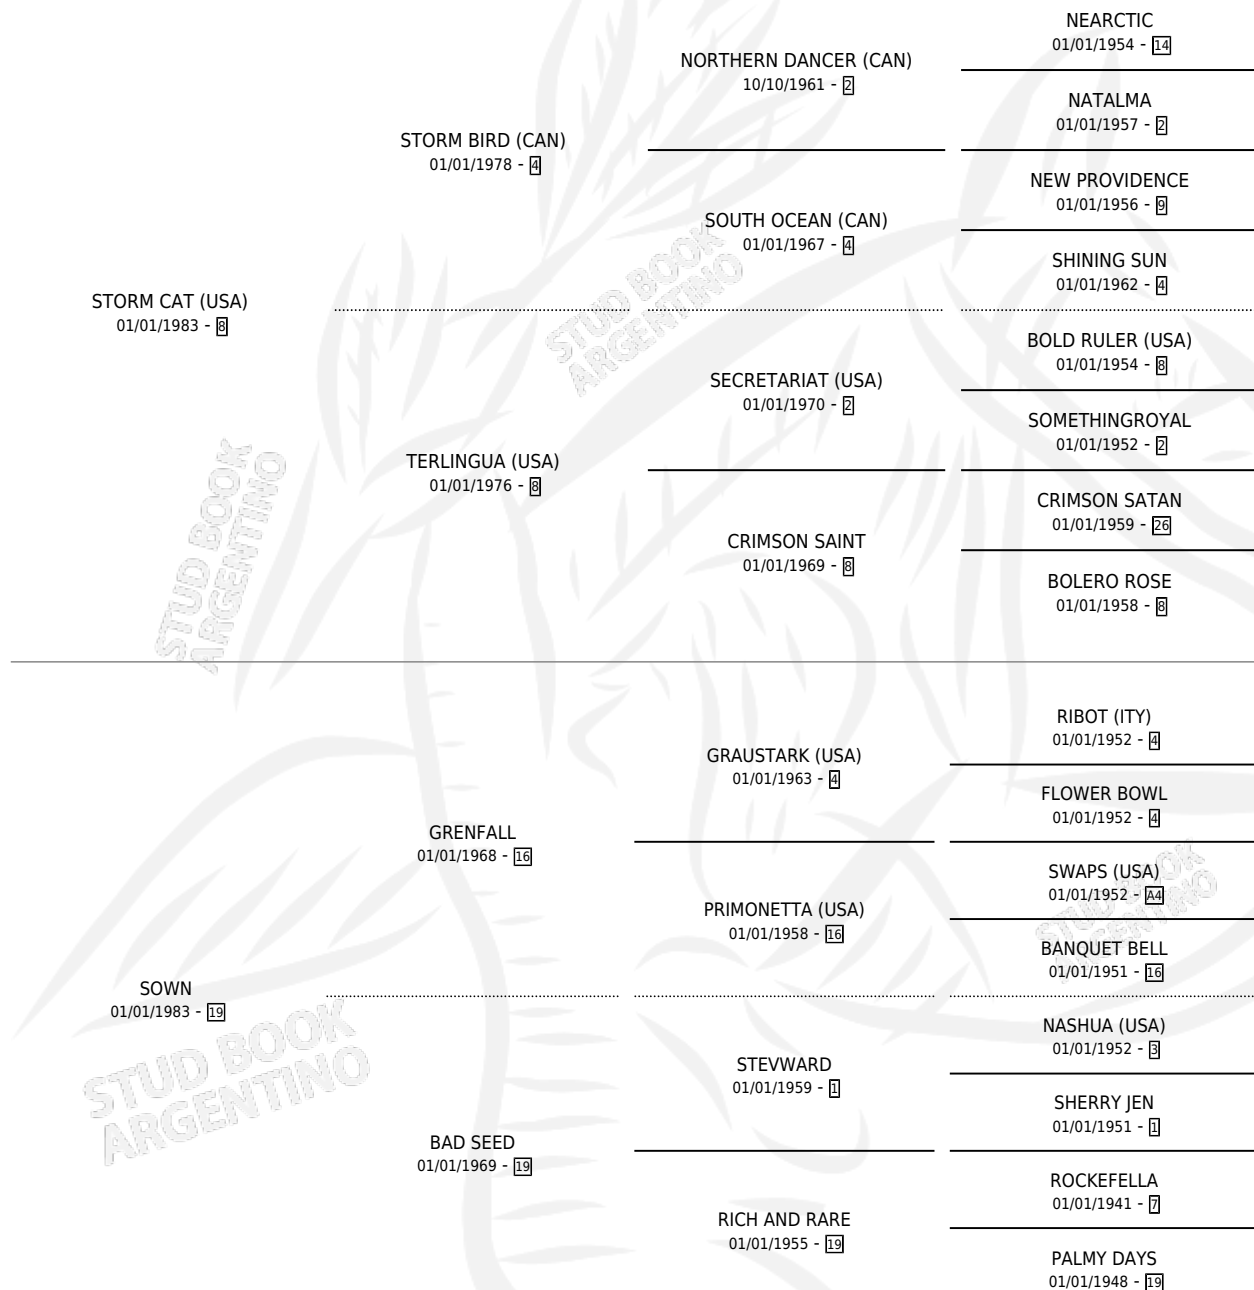 NEARCTIC
01/01/1954 - 14
NORTHERN DANCER (CAN)
10/10/1961 - 2
NATALMA
01/01/1957 - 2
STORM BIRD (CAN)
01/01/1978 - 4
NEW PROVIDENCE
01/01/1956 - 9
SOUTH OCEAN (CAN)
01/01/1967 - 4
SHINING SUN
01/01/1962 - 4
STORM CAT (USA)
01/01/1983 - 8
BOLD RULER (USA)
01/01/1954 - 8
SECRETARIAT (USA)
01/01/1970 - 2
SOMETHINGROYAL
01/01/1952 - 2
TERLINGUA (USA)
01/01/1976 - 8
CRIMSON SATAN
01/01/1959 - 26
CRIMSON SAINT
01/01/1969 - 8
BOLERO ROSE
01/01/1958 - 8
RIBOT (ITY)
01/01/1952 - 4
GRAUSTARK (USA)
01/01/1963 - 4
FLOWER BOWL
01/01/1952 - 4
GRENFALL
01/01/1968 - 16
SWAPS (USA)
01/01/1952 - A4
PRIMONETTA (USA)
01/01/1958 - 16
BANQUET BELL
01/01/1951 - 16
SOWN
01/01/1983 - 19
NASHUA (USA)
01/01/1952 - 3
STEVWARD
01/01/1959 - 1
SHERRY JEN
01/01/1951 - 1
BAD SEED
01/01/1969 - 19
ROCKEFELLA
01/01/1941 - 7
RICH AND RARE
01/01/1955 - 19
PALMY DAYS
01/01/1948 - 19
STUD BOOK
ARGENTINO
STUD BOOK
ARGENTINO
STUD BOOK
ARGENTINO
STUD BOOK
ARGENTINO